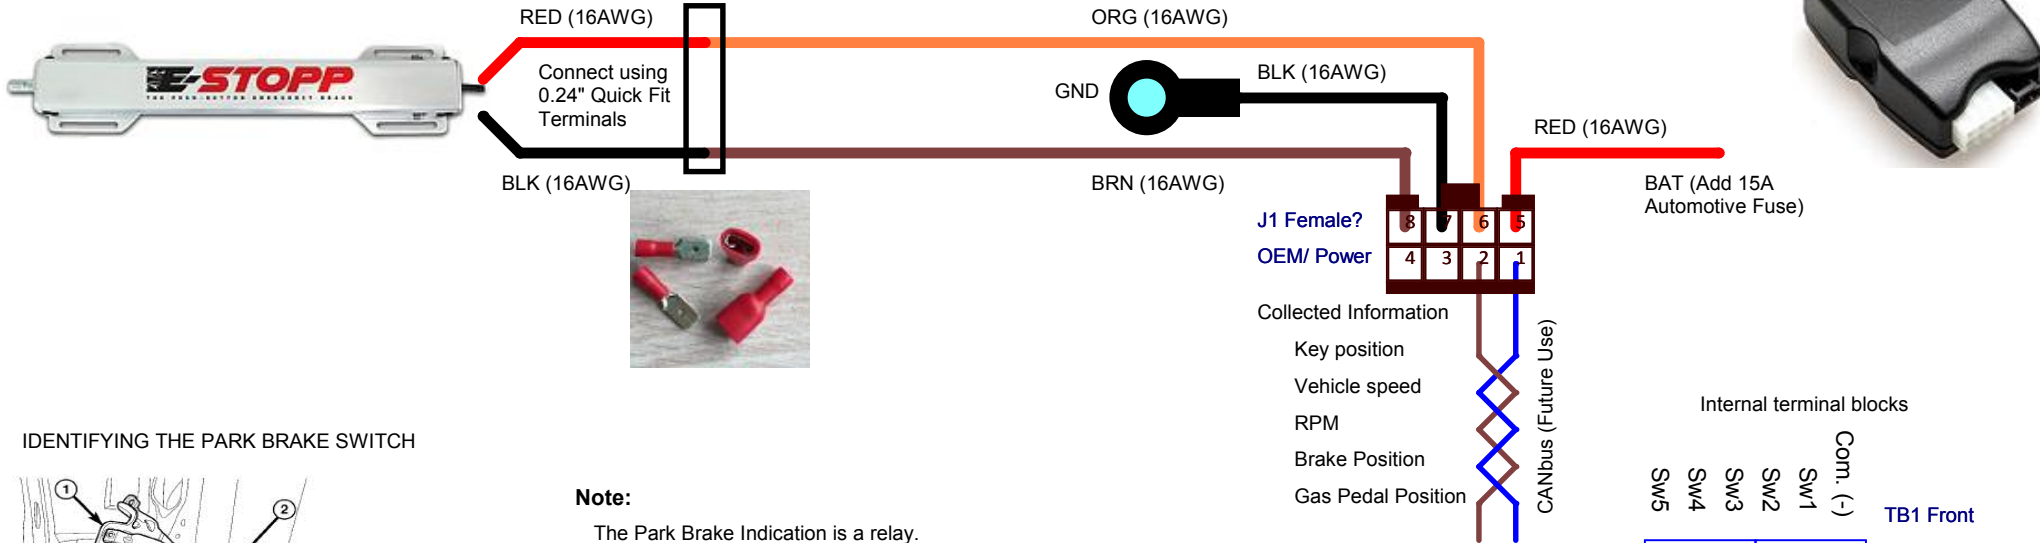 RED (16AWG)
ORG (16AWG)
E-STOPP
Connect using
0.24" Quick Fit
Terminals
GND
BLK (16AWG)
RED (16AWG)
BLK (16AWG)
BRN (16AWG)
BAT (Add 15A
Automotive Fuse)
J1 Female?
8 7 6 5
OEM/ Power
4 3 2 1
Collected Information
Key position
Vehicle speed
RPM
Brake Position
Gas Pedal Position
CANbus (Future Use)
Internal terminal blocks
Sw5
Sw4
Sw3
Sw2
Sw1
Com. (-)
TB1 Front
IDENTIFYING THE PARK BRAKE SWITCH
1
2
Note:
The Park Brake Indication is a relay.